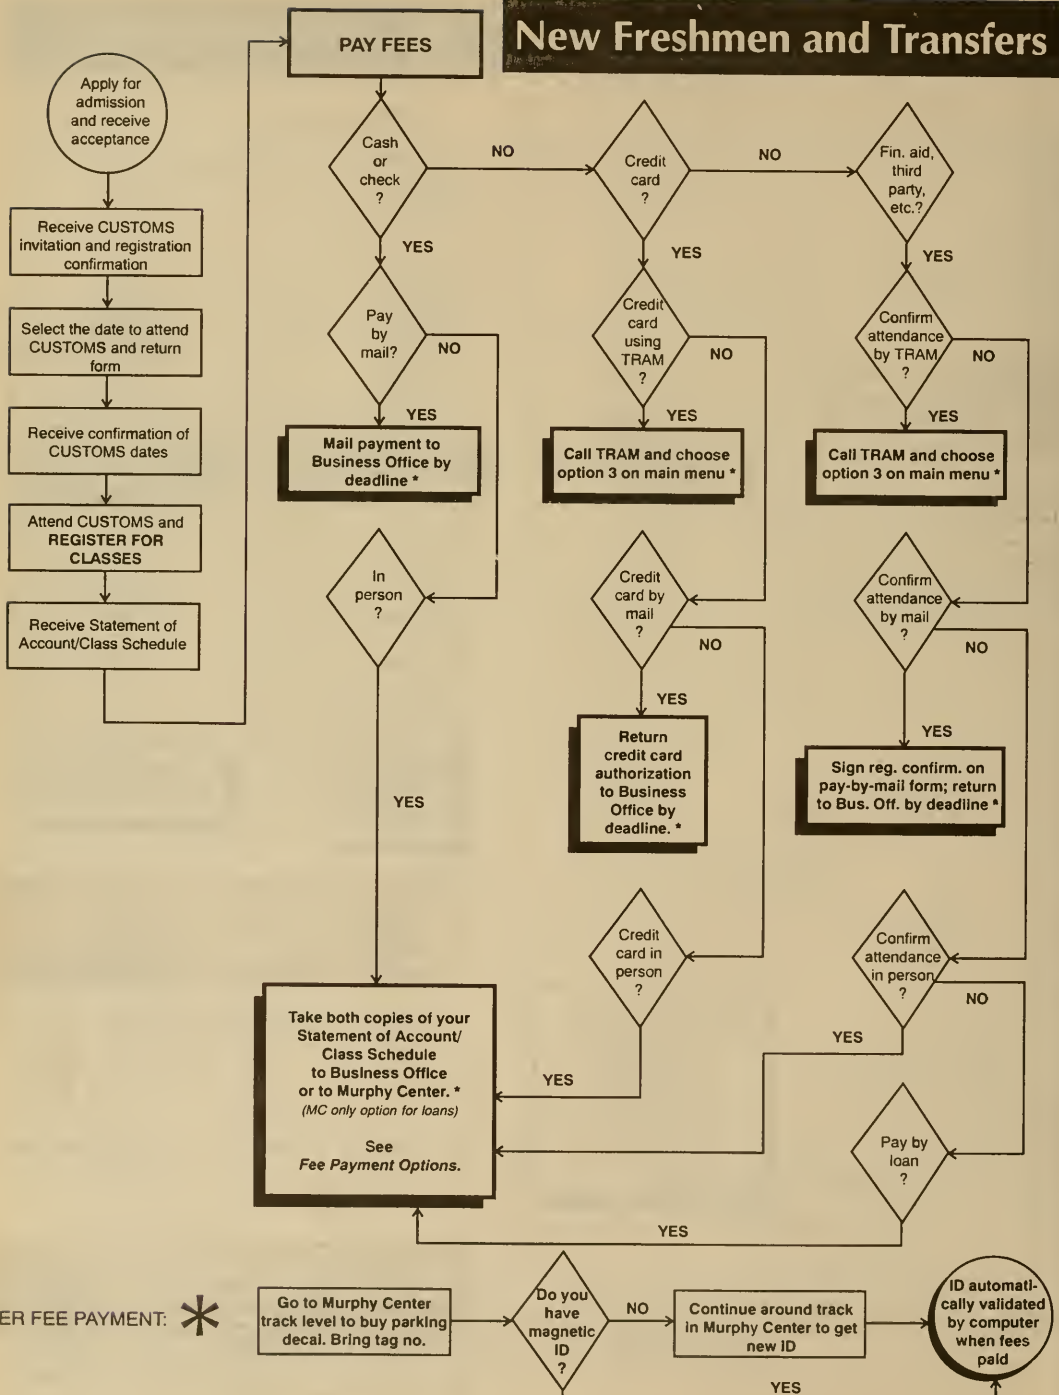 New Freshmen and Transfers
Apply for
admission
and receive
acceptance
Receive CUSTOMS
invitation and registration
confirmation
Select the date to attend
CUSTOMS and return
form
Receive confirmation of
CUSTOMS dates
Attend CUSTOMS and
REGISTER FOR
CLASSES
Receive Statement of
Account/Class Schedule
PAY FEES
Cash
or
check
?
NO
YES
Pay
by
mail?
NO
YES
Mail payment to
Business Office by
deadline *
In
person
?
YES
Credit
card
?
NO
YES
Credit
card
using
TRAM
?
NO
YES
Call TRAM and choose
option 3 on main menu *
Credit
card by
mail
?
NO
YES
Return
credit card
authorization
to Business
Office by
deadline. *
Credit
card in
person
?
YES
Fin. aid,
third
party,
etc.?
YES
Confirm
attendance
by TRAM
?
NO
YES
Call TRAM and choose
option 3 on main menu *
Confirm
attendance
by mail
?
NO
YES
Sign reg. confirm. on
pay-by-mail form; return
to Bus. Off. by deadline *
Confirm
attendance
in person
?
NO
YES
Pay by
loan
?
YES
Take both copies of your
Statement of Account/
Class Schedule
to Business Office
or to Murphy Center. *
(MC only option for loans)
See
Fee Payment Options.
ER FEE PAYMENT: *
Go to Murphy Center
track level to buy parking
decal. Bring tag no.
Do you
have
magnetic
ID
?
NO
Continue around track
in Murphy Center to get
new ID
YES
ID automati-
cally validated
by computer
when fees
paid